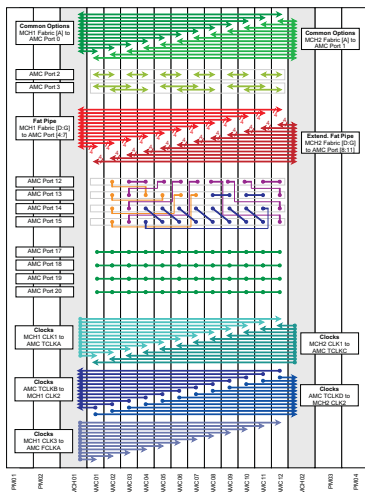 Common Options
MCH1 Fabric [A] to
AMC Port 0
Common Options
MCH2 Fabric [A] to
AMC Port 1
AMC Port 2
AMC Port 3
Fat Pipe
MCH1 Fabric [D:G]
to AMC Port [4:7]
Extend. Fat Pipe
MCH2 Fabric [D:G]
to AMC Port [8:11]
AMC Port 12
AMC Port 13
AMC Port 14
AMC Port 15
AMC Port 17
AMC Port 18
AMC Port 19
AMC Port 20
Clocks
MCH1 CLK1 to
AMC TCLKA
Clocks
MCH2 CLK1 to
AMC TCLKC
Clocks
AMC TCLKB to
MCH1 CLK2
Clocks
AMC TCLKD to
MCH2 CLK2
Clocks
MCH1 CLK3 to
AMC FCLKA
PM01
PM02
MCH01
AMC01
AMC02
AMC03
AMC04
AMC05
AMC06
AMC07
AMC08
AMC09
AMC10
AMC11
AMC12
MCH02
PM03
PM04